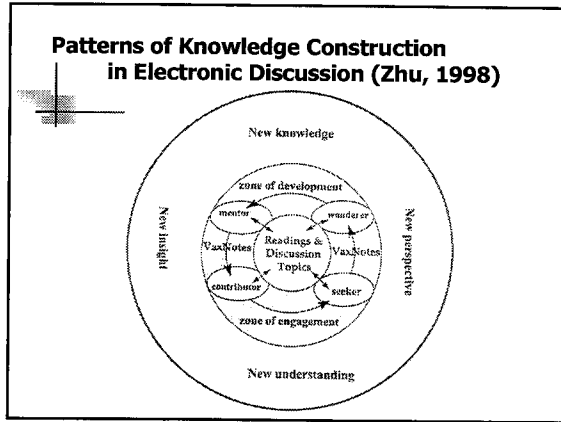 Patterns of Knowledge Construction
in Electronic Discussion (Zhu, 1998)
New knowledge
zone of development
mentor
wanderer
New insight
VaxNotes
Readings &
Discussion
Topics
VaxNotes
New perspective
contributor
seeker
zone of engagement
New understanding